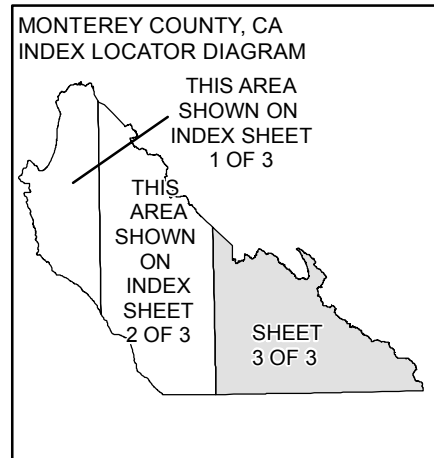 MONTEREY COUNTY, CA
INDEX LOCATOR DIAGRAM
THIS AREA
SHOWN ON
INDEX SHEET
1 OF 3
THIS
AREA
SHOWN
ON
INDEX
SHEET
2 OF 3
SHEET
3 OF 3